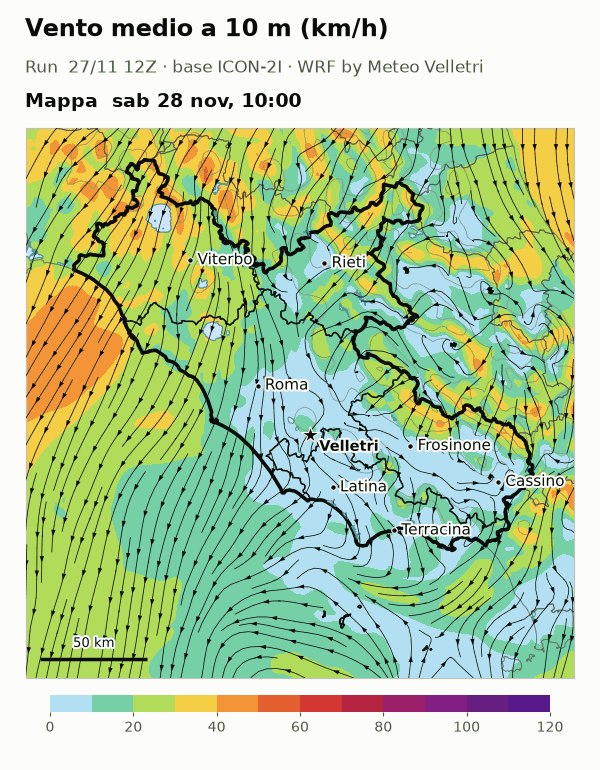 Vento medio a 10 m (km/h)
Run 27/11 12Z · base ICON-2I · WRF by Meteo Velletri
Mappa sab 28 nov, 10:00
Viterbo
Rieti
Roma
Velletri
Frosinone
Cassino
Latina
Terracina
50 km
0 20 40 60 80 100 120